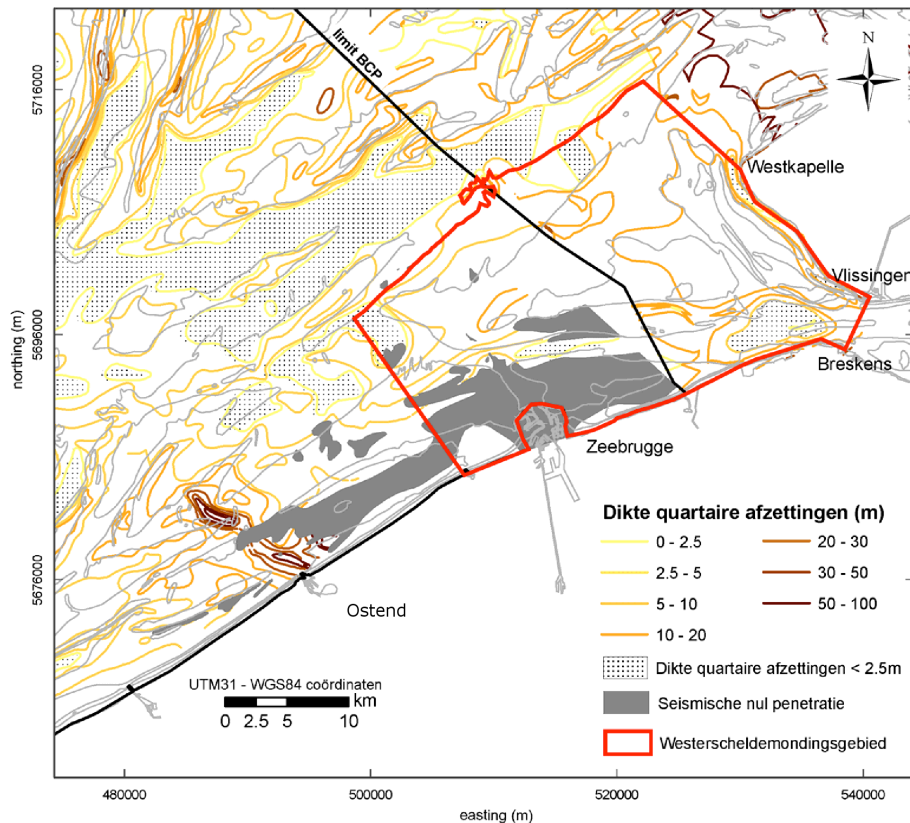 limit BCP
N
5716000
5696000
5676000
northing (m)
Westkapelle
Vlissingen
Breskens
Zeebrugge
Ostend
Dikte quartaire afzettingen (m)
0 - 2.5
2.5 - 5
5 - 10
10 - 20
20 - 30
30 - 50
50 - 100
Dikte quartaire afzettingen < 2.5m
Seismische nul penetratie
Westerscheldemondingsgebied
UTM31 - WGS84 coördinaten
km
0 2.5 5 10
480000 500000 520000 540000
easting (m)